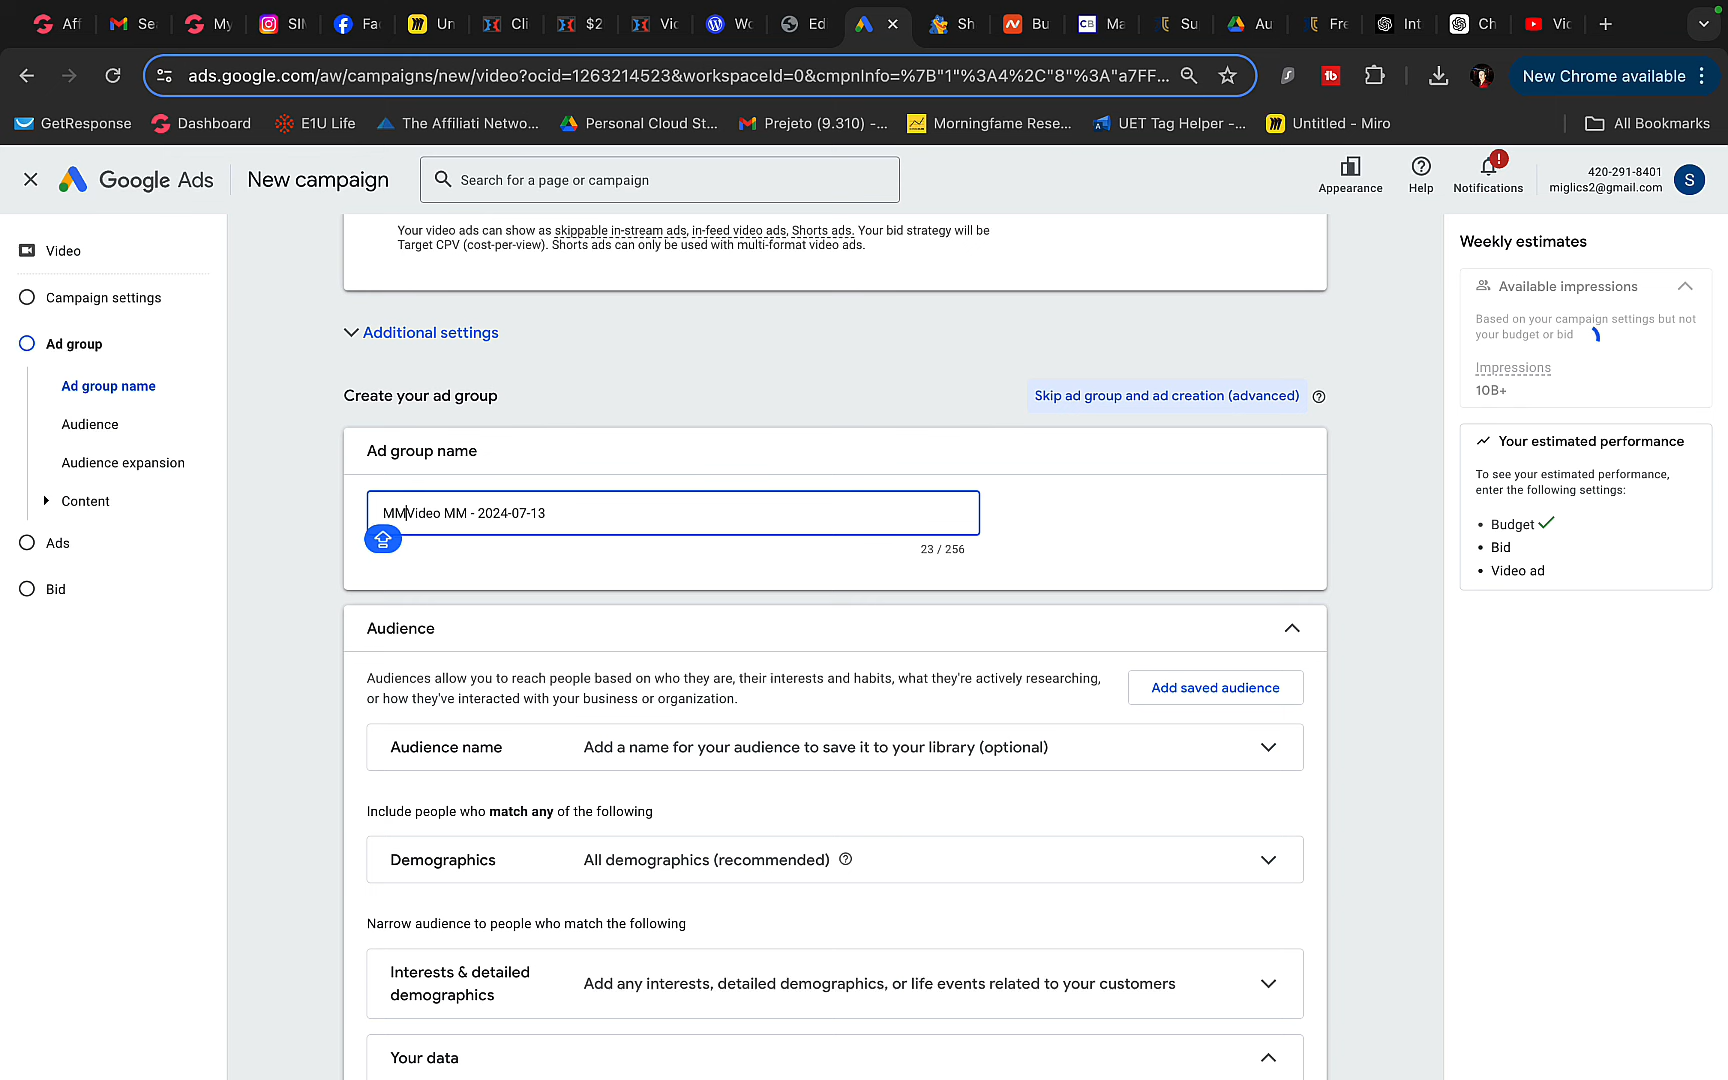 Aff
Se
My
SIM
Fa
Un
Cli
$2
Vic
Wo
Ed
Sh
Bu
CB Ma
Su
Au
Fre
Int
Ch
Vic
ads.google.com/aw/campaigns/new/video?ocid=1263214523&workspaceId=0&cmpnInfo=%7B"1"%3A4%2C"8"%3A"a7FF...
New Chrome available
GetResponse
Dashboard
E1U Life
The Affiliati Netwo...
Personal Cloud St...
Prejeto (9.310) -...
Morningfame Rese...
UET Tag Helper -...
Untitled - Miro
All Bookmarks
Google Ads
New campaign
Search for a page or campaign
Appearance
Help
Notifications
420-291-8401
miglics2@gmail.com
S
Video
Campaign settings
Ad group
Ad group name
Audience
Audience expansion
Content
Ads
Bid
Your video ads can show as skippable in-stream ads, in-feed video ads, Shorts ads. Your bid strategy will be
Target CPV (cost-per-view). Shorts ads can only be used with multi-format video ads.
Additional settings
Create your ad group
Skip ad group and ad creation (advanced)
Ad group name
MMVideo MM - 2024-07-13
23 / 256
Audience
Audiences allow you to reach people based on who they are, their interests and habits, what they're actively researching,
or how they've interacted with your business or organization.
Add saved audience
Audience name
Add a name for your audience to save it to your library (optional)
Include people who match any of the following
Demographics
All demographics (recommended)
Narrow audience to people who match the following
Interests & detailed
demographics
Add any interests, detailed demographics, or life events related to your customers
Your data
Weekly estimates
Available impressions
Based on your campaign settings but not
your budget or bid
Impressions
10B+
Your estimated performance
To see your estimated performance,
enter the following settings:
• Budget
• Bid
• Video ad